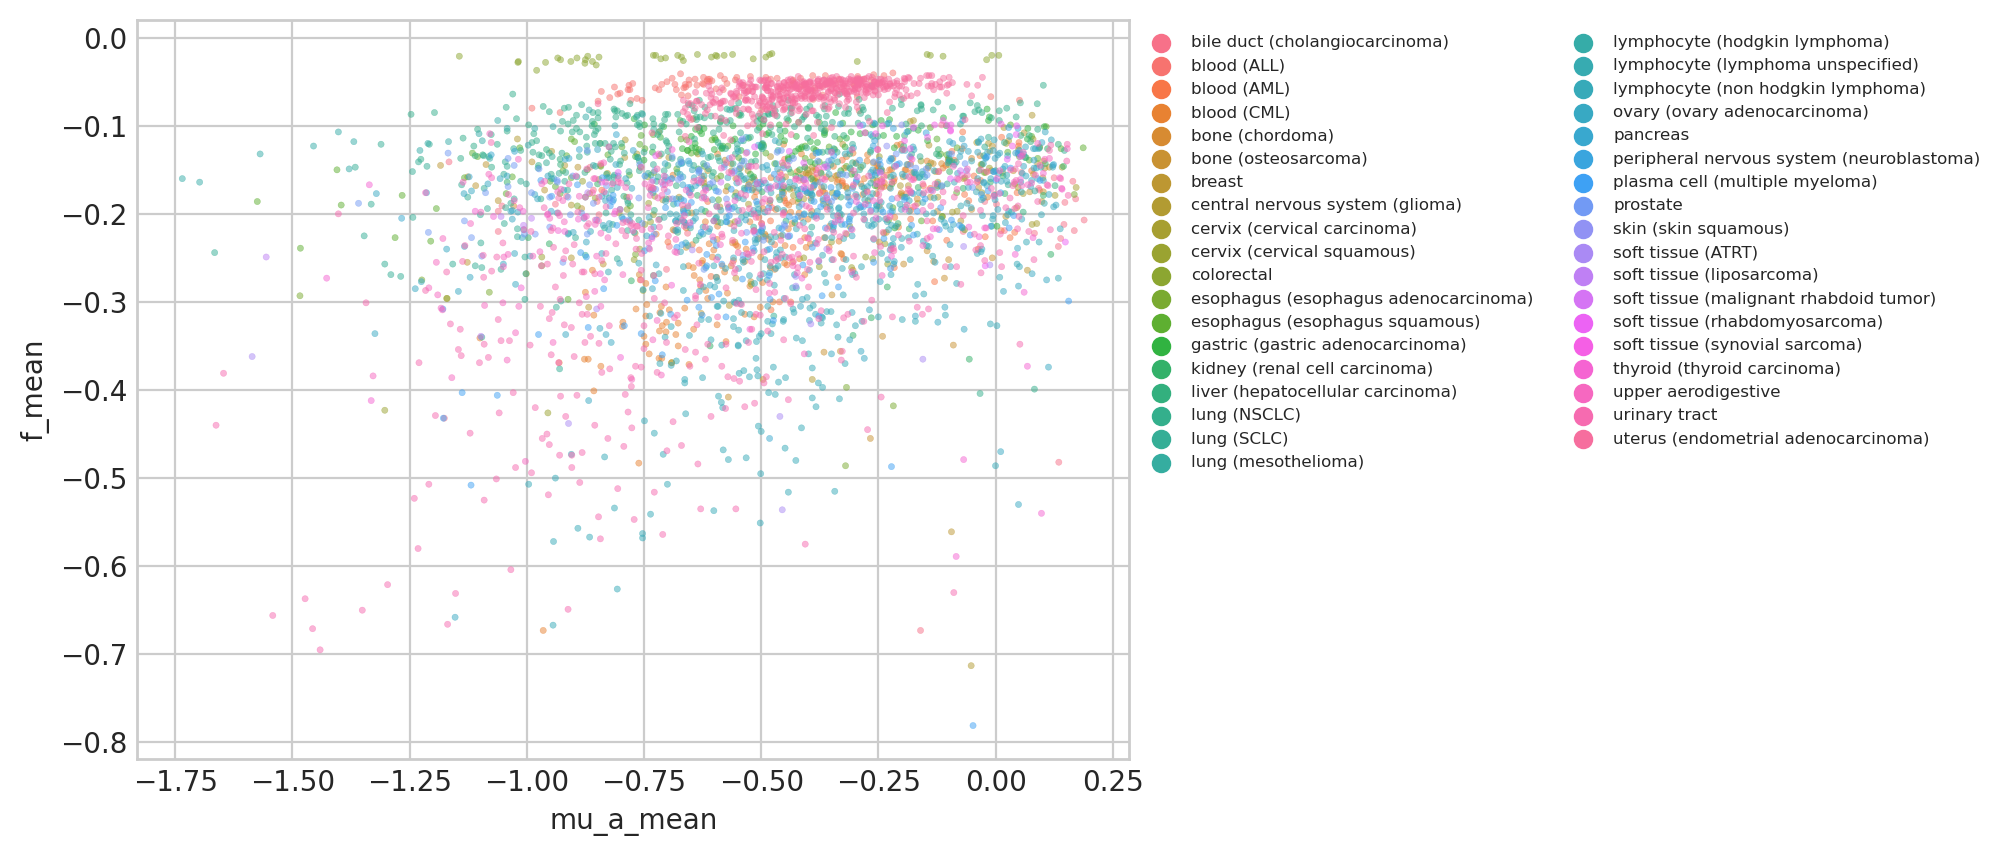 0.0
−0.1
−0.2
−0.3
−0.4
−0.5
−0.6
−0.7
−0.8
f_mean
−1.75 −1.50 −1.25 −1.00 −0.75 −0.50 −0.25 0.00 0.25
mu_a_mean
bile duct (cholangiocarcinoma)
blood (ALL)
blood (AML)
blood (CML)
bone (chordoma)
bone (osteosarcoma)
breast
central nervous system (glioma)
cervix (cervical carcinoma)
cervix (cervical squamous)
colorectal
esophagus (esophagus adenocarcinoma)
esophagus (esophagus squamous)
gastric (gastric adenocarcinoma)
kidney (renal cell carcinoma)
liver (hepatocellular carcinoma)
lung (NSCLC)
lung (SCLC)
lung (mesothelioma)
lymphocyte (hodgkin lymphoma)
lymphocyte (lymphoma unspecified)
lymphocyte (non hodgkin lymphoma)
ovary (ovary adenocarcinoma)
pancreas
peripheral nervous system (neuroblastoma)
plasma cell (multiple myeloma)
prostate
skin (skin squamous)
soft tissue (ATRT)
soft tissue (liposarcoma)
soft tissue (malignant rhabdoid tumor)
soft tissue (rhabdomyosarcoma)
soft tissue (synovial sarcoma)
thyroid (thyroid carcinoma)
upper aerodigestive
urinary tract
uterus (endometrial adenocarcinoma)